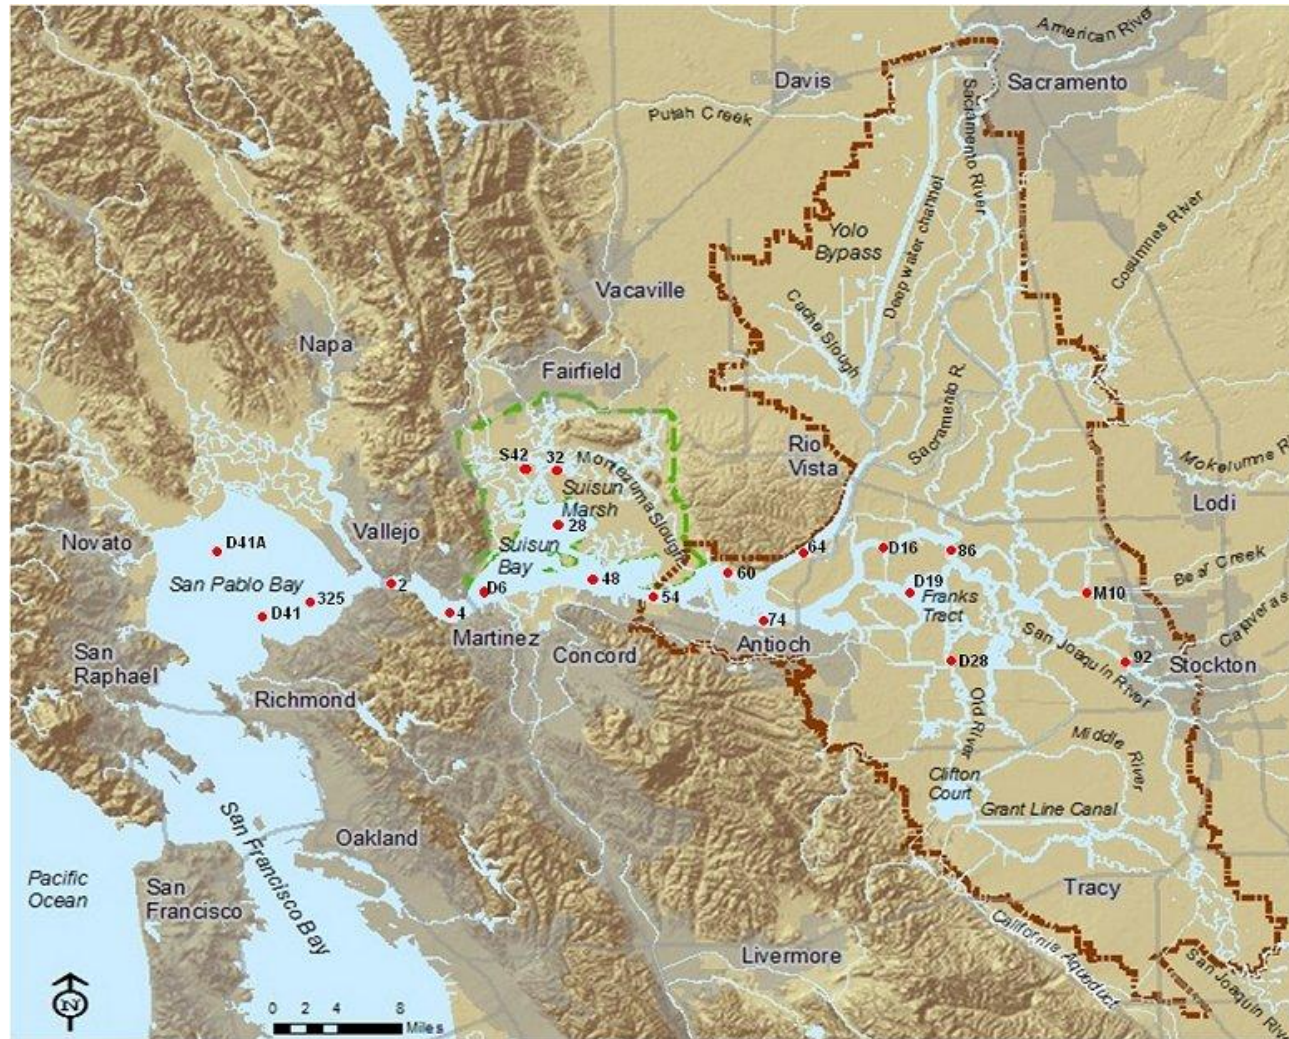 American River
Davis
Sacramento
Putah Creek
Sacramento River
Deep water channel
Yolo
Bypass
Cosumnes River
Vacaville
Cache Slough
Napa
Fairfield
Sacramento R.
Rio
Vista
Mokelumne R
S42
32
Montezuma Slough
Suisun
Marsh
Lodi
Vallejo
28
Novato
D41A
Suisun
Bay
64
D16
86
Bear Creek
San Pablo Bay
2
48
60
D19
Franks
Tract
M10
325
D6
54
Calaveras
D41
4
74
Martinez
Antioch
San Joaquin River
San
Raphael
Concord
D28
92
Stockton
Richmond
Old River
Middle River
Clifton
Court
Grant Line Canal
San Francisco Bay
Oakland
Pacific
Ocean
San
Francisco
Tracy
California Aqueduct
Livermore
San Joaquin River
N
0 2 4 8
Miles